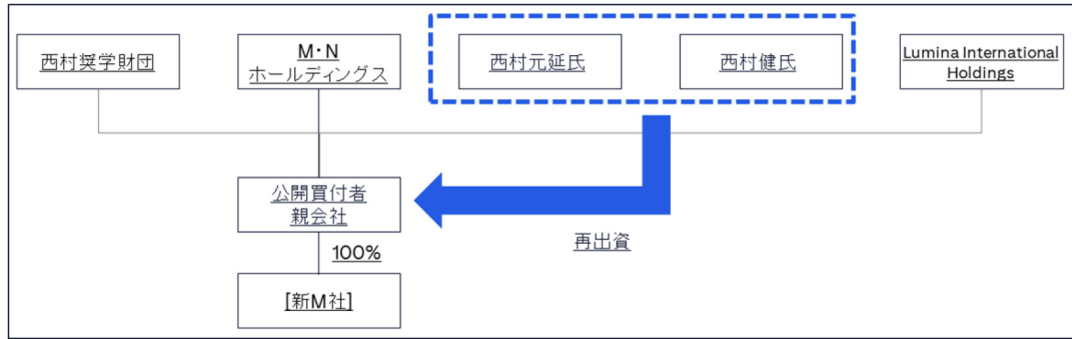 西村奨学財団
M・N
ホールディングス
西村元延氏
西村健氏
Lumina International
Holdings
公開買付者
親会社
再出資
100%
[新M社]